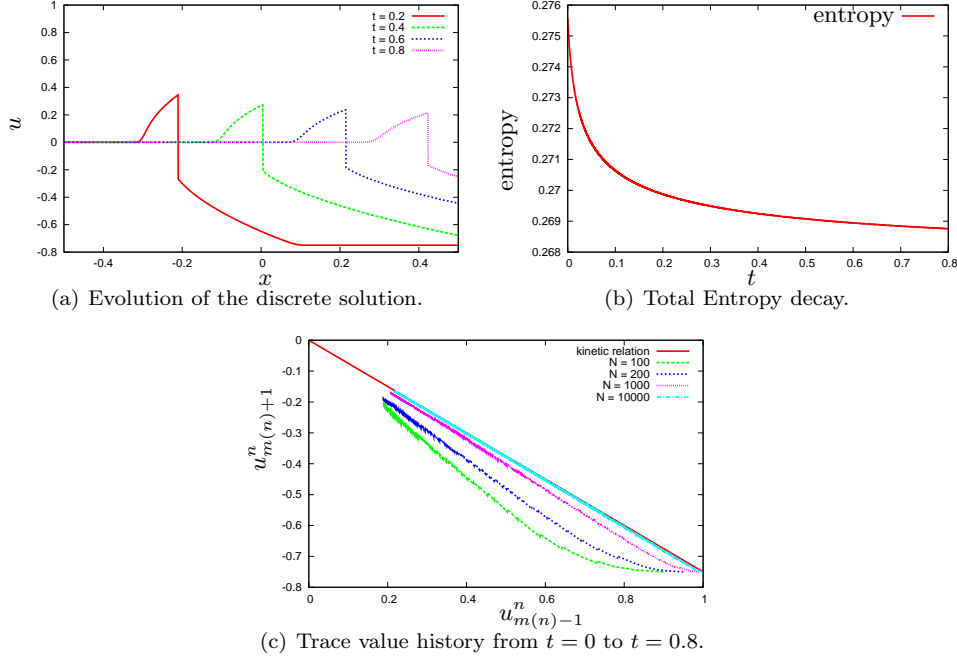 t = 0.2
t = 0.4
t = 0.6
t = 0.8
1
0.8
0.6
0.4
0.2
0
-0.2
-0.4
-0.6
-0.8
u
-0.4 -0.2 0 0.2 0.4
x
(a) Evolution of the discrete solution.
entropy
0.276
0.275
0.274
0.273
0.272
0.271
0.27
0.269
0.268
entropy
0 0.1 0.2 0.3 0.4 0.5 0.6 0.7 0.8
t
(b) Total Entropy decay.
kinetic relation
N = 100
N = 200
N = 1000
N = 10000
0
-0.1
-0.2
-0.3
-0.4
-0.5
-0.6
-0.7
-0.8
u^n_{m(n)+1}
0 0.2 0.4 0.6 0.8 1
u^n_{m(n)-1}
(c) Trace value history from t = 0 to t = 0.8.